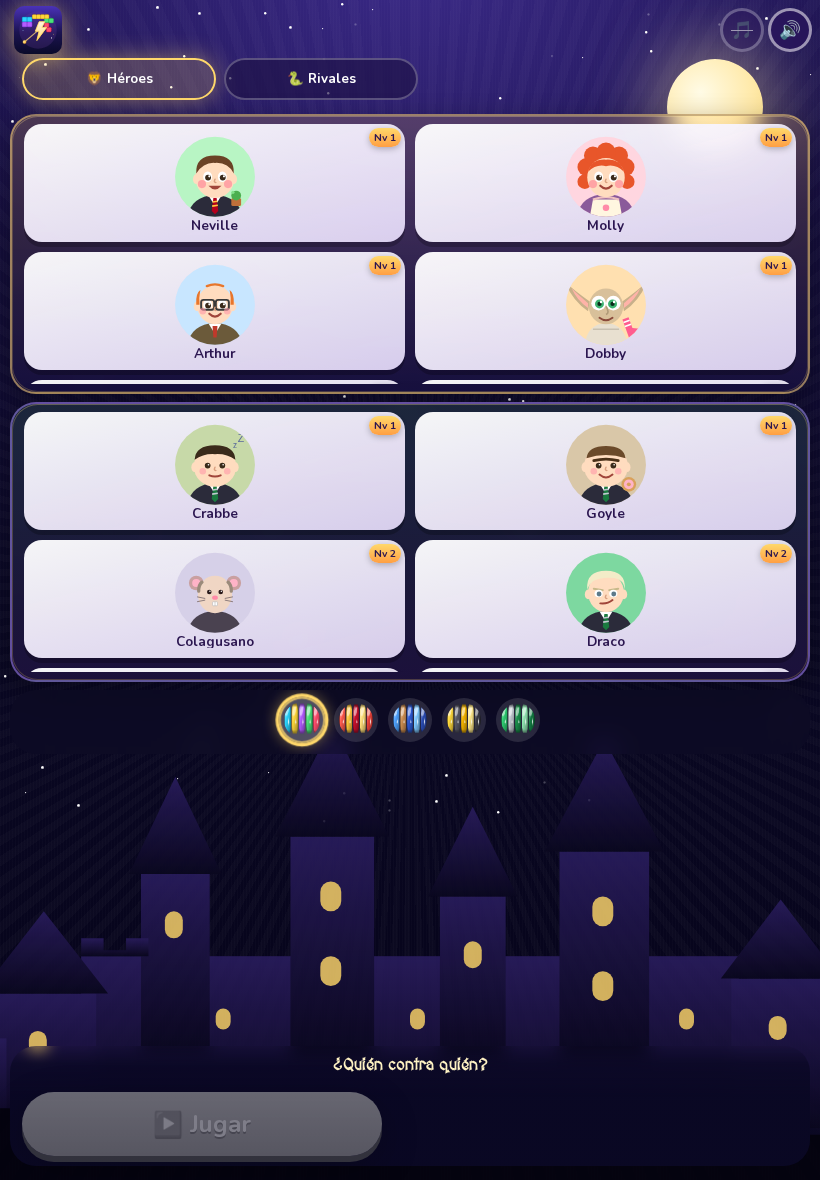 Héroes
Rivales
Nv 1
Neville
Nv 1
Molly
Nv 1
Arthur
Nv 1
Dobby
Nv 1
z Z
Crabbe
Nv 1
Goyle
Nv 2
Colagusano
Nv 2
Draco
¿Quién contra quién?
Jugar